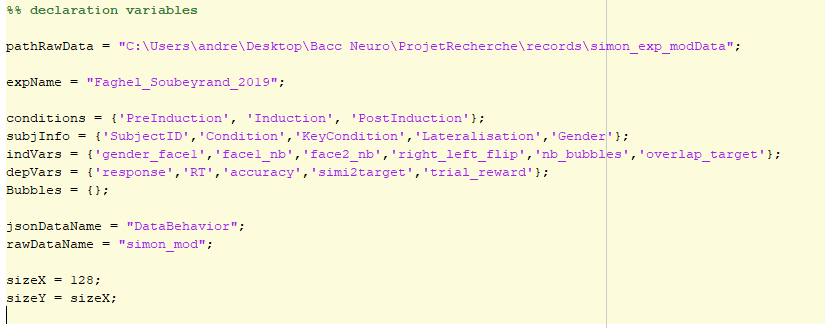 %% declaration variables
pathRawData = "C:\Users\andre\Desktop\Bacc Neuro\ProjetRecherche\records\simon_exp_modData";
expName = "Faghel_Soubeyrand_2019";
conditions = {'PreInduction', 'Induction', 'PostInduction'};
subjInfo = {'SubjectID','Condition','KeyCondition','Lateralisation','Gender'};
indVars = {'gender_face1','face1_nb','face2_nb','right_left_flip','nb_bubbles','overlap_target'};
depVars = {'response','RT','accuracy','simi2target','trial_reward'};
Bubbles = {};
jsonDataName = "DataBehavior";
rawDataName = "simon_mod";
sizeX = 128;
sizeY = sizeX;